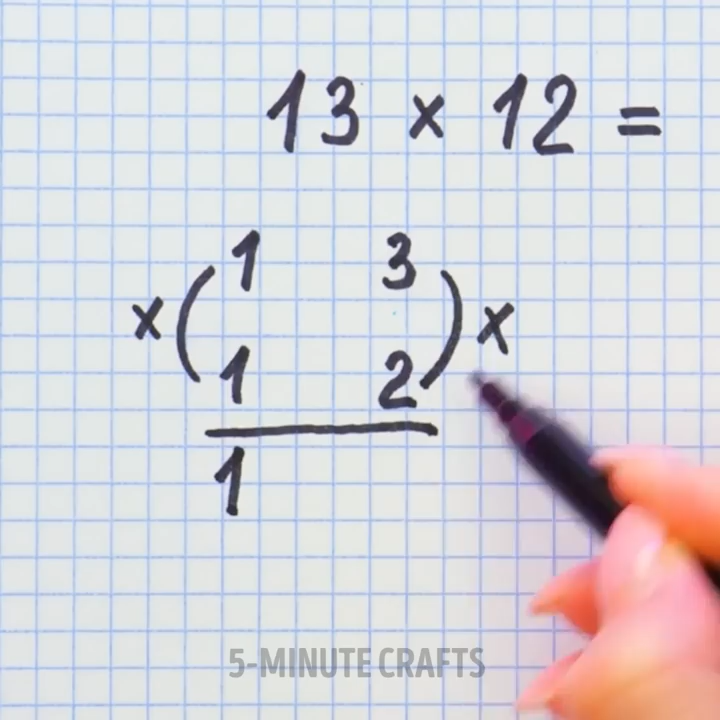 13 × 12 =
1 3
×( )×
1 2
1
5-MINUTE CRAFTS